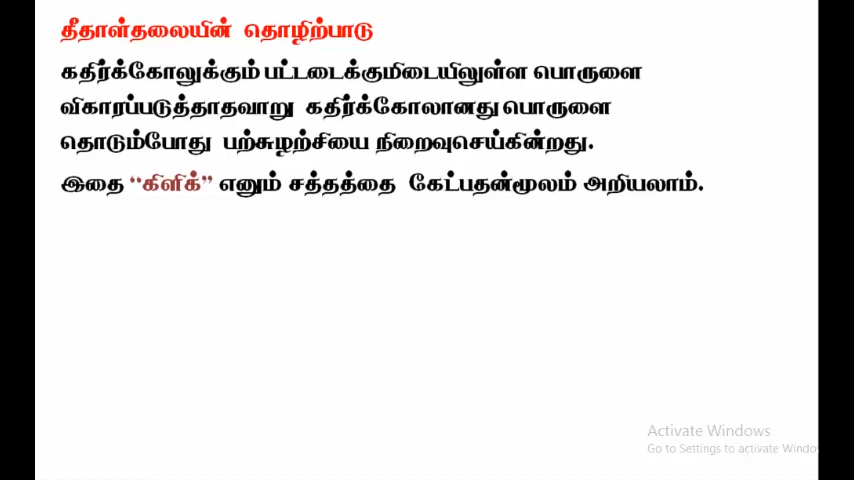 தீதாள்தலையின் தொழிற்பாடு
கதிர்க்கோலுக்கும் பட்டடைக்குமிடையிலுள்ள பொருளை
விகாரப்படுத்தாதவாறு கதிர்க்கோலானது பொருளை
தொடும்போது பற்சுழற்சியை நிறைவுசெய்கின்றது.
இதை “கிளிக்” எனும் சத்தத்தை கேட்பதன்மூலம் அறியலாம்.
Activate Windows
Go to Settings to activate Windo